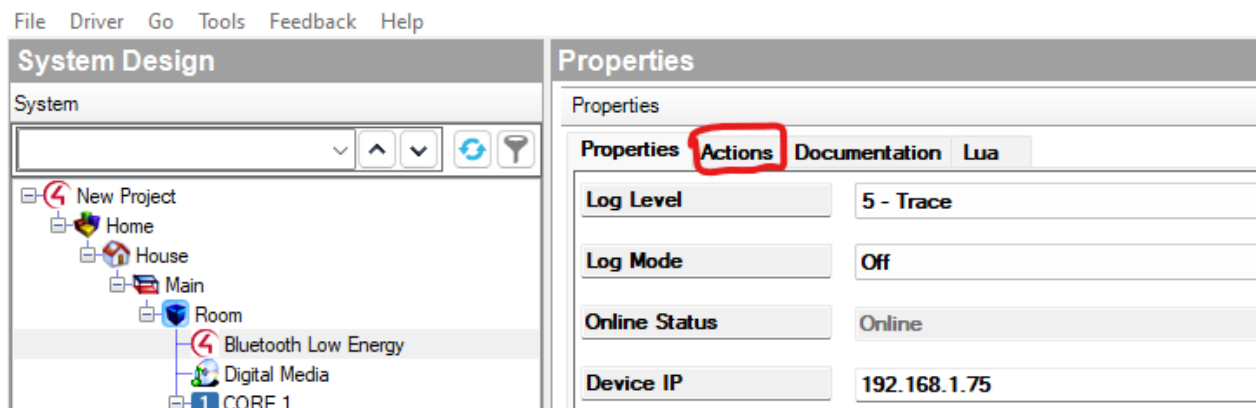 File Driver Go Tools Feedback Help
System Design
System
New Project
Home
House
Main
Room
Bluetooth Low Energy
Digital Media
1 CORE 1
Properties
Properties
Properties Actions Documentation Lua
Log Level 5 - Trace
Log Mode Off
Online Status Online
Device IP 192.168.1.75